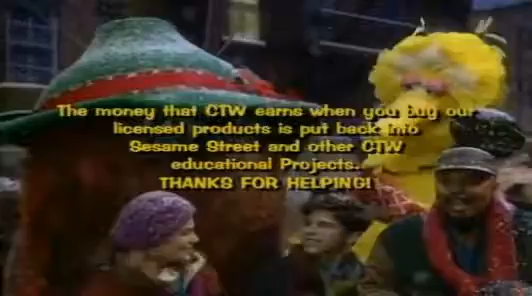 The money that CTW earns when you buy our
licensed products is put back into
Sesame Street and other CTW
educational Projects.
THANKS FOR HELPING!